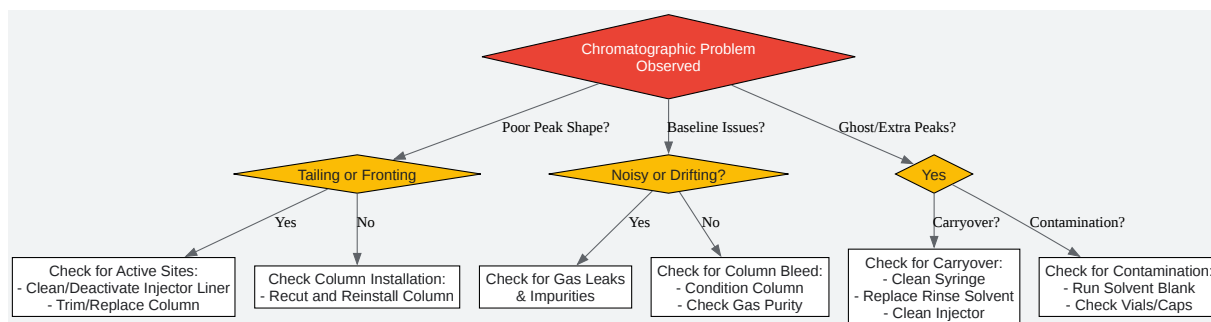 Chromatographic Problem
Observed
Poor Peak Shape?
Baseline Issues?
Ghost/Extra Peaks?
Tailing or Fronting
Noisy or Drifting?
Yes
Yes
No
Yes
No
Carryover?
Contamination?
Check for Active Sites:
- Clean/Deactivate Injector Liner
- Trim/Replace Column
Check Column Installation:
- Recut and Reinstall Column
Check for Gas Leaks
& Impurities
Check for Column Bleed:
- Condition Column
- Check Gas Purity
Check for Carryover:
- Clean Syringe
- Replace Rinse Solvent
- Clean Injector
Check for Contamination:
- Run Solvent Blank
- Check Vials/Caps